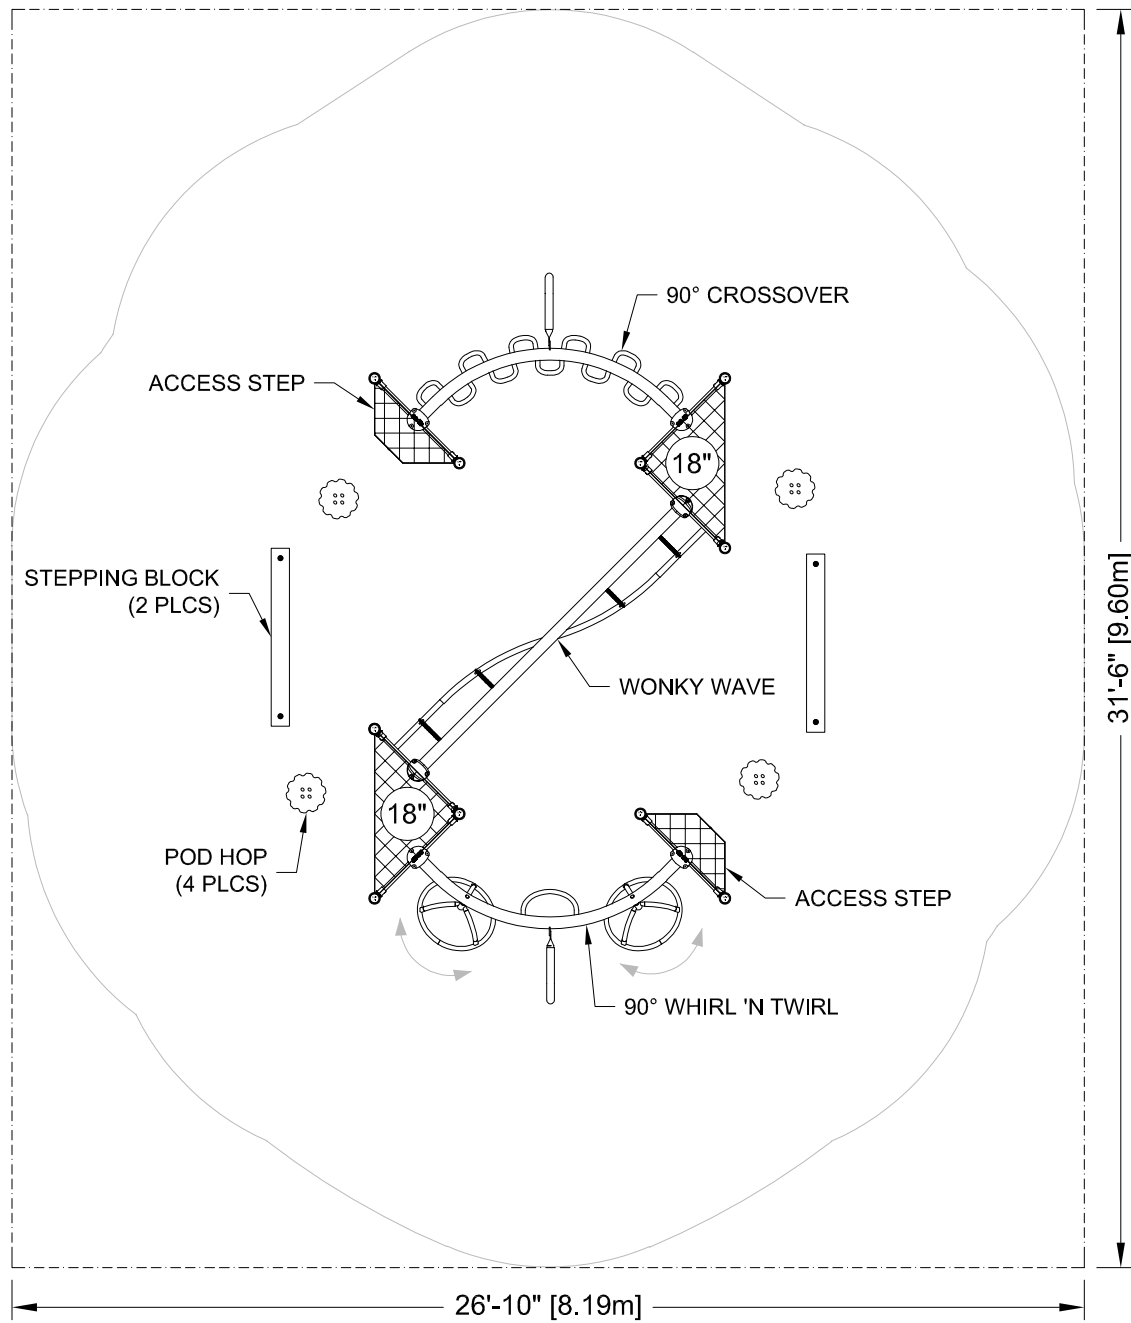 90° CROSSOVER
ACCESS STEP
18"
STEPPING BLOCK
(2 PLCS)
31'-6" [9.60m]
WONKY WAVE
18"
POD HOP
(4 PLCS)
ACCESS STEP
90° WHIRL 'N TWIRL
26'-10" [8.19m]